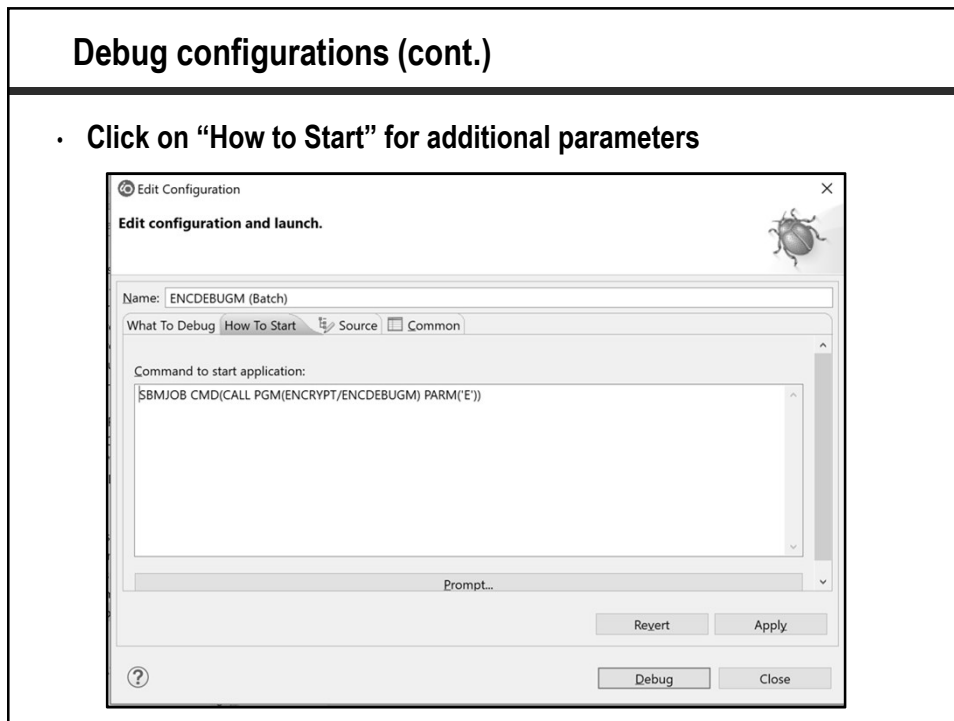 Debug configurations (cont.)
• Click on “How to Start” for additional parameters
Edit Configuration
Edit configuration and launch.
Name: ENCDEBUGM (Batch)
What To Debug How To Start Source Common
Command to start application:
SBMJOB CMD(CALL PGM(ENCRYPT/ENCDEBUGM) PARM('E'))
Prompt...
Revert Apply
Debug Close